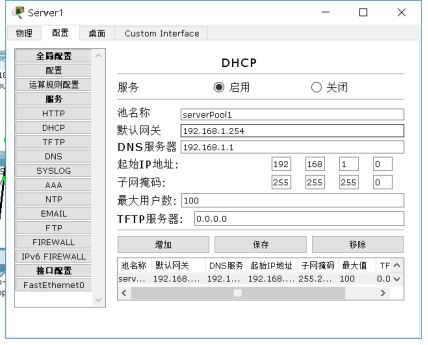 Server1
物理 配置 桌面 Custom Interface
全局配置
配置
运算规则配置
服务
HTTP
DHCP
TFTP
DNS
SYSLOG
AAA
NTP
EMAIL
FTP
FIREWALL
IPv6 FIREWALL
接口配置
FastEthernet0
DHCP
服务 启用 关闭
池名称 serverPool1
默认网关 192.168.1.254
DNS服务器 192.168.1.1
起始IP地址: 192 168 1 0
子网掩码: 255 255 255 0
最大用户数: 100
TFTP服务器: 0.0.0.0
增加 保存 移除
池名称 默认网关 DNS服务 起始IP地址 子网掩码 最大值 TF
serv... 192.168.... 192.1... 192.168.... 255.2... 100 0.0